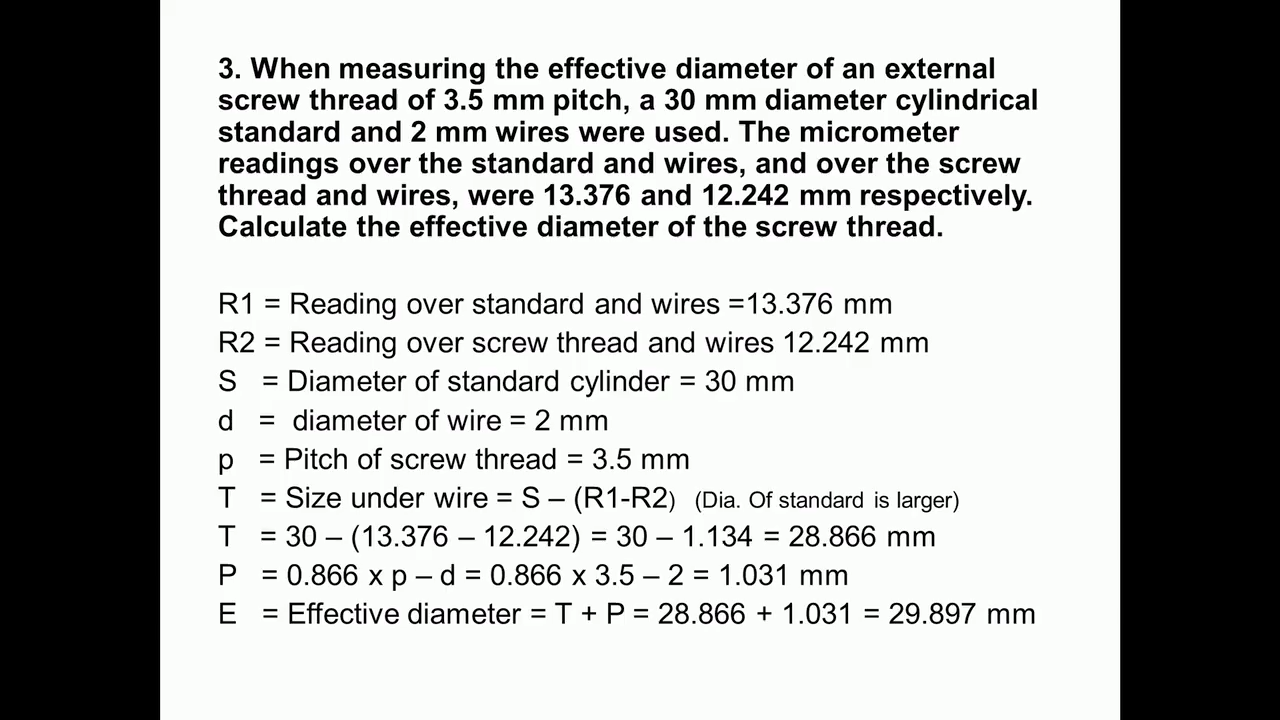 3. When measuring the effective diameter of an external
screw thread of 3.5 mm pitch, a 30 mm diameter cylindrical
standard and 2 mm wires were used. The micrometer
readings over the standard and wires, and over the screw
thread and wires, were 13.376 and 12.242 mm respectively.
Calculate the effective diameter of the screw thread.
R1 = Reading over standard and wires =13.376 mm
R2 = Reading over screw thread and wires 12.242 mm
S = Diameter of standard cylinder = 30 mm
d = diameter of wire = 2 mm
p = Pitch of screw thread = 3.5 mm
T = Size under wire = S – (R1-R2) (Dia. Of standard is larger)
T = 30 – (13.376 – 12.242) = 30 – 1.134 = 28.866 mm
P = 0.866 x p – d = 0.866 x 3.5 – 2 = 1.031 mm
E = Effective diameter = T + P = 28.866 + 1.031 = 29.897 mm